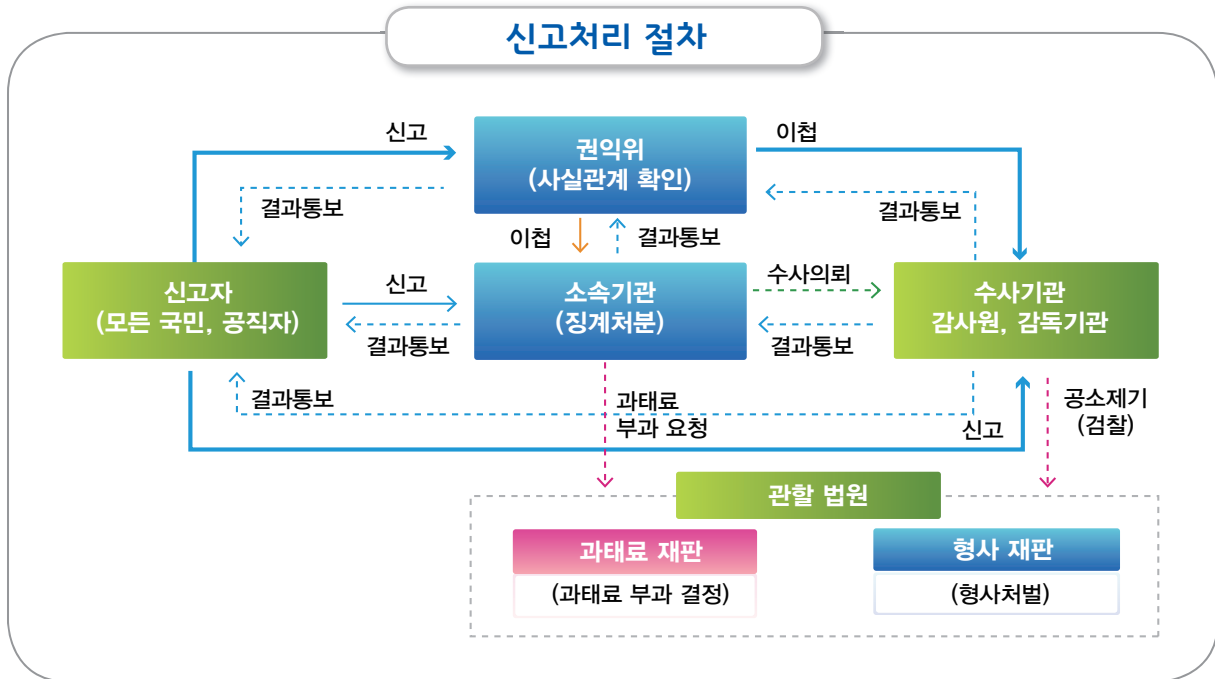 신고처리 절차
신고
권익위
(사실관계 확인)
이첩
결과통보
결과통보
이첩
결과통보
신고자
(모든 국민, 공직자)
신고
결과통보
소속기관
(징계처분)
수사의뢰
결과통보
수사기관
감사원, 감독기관
결과통보
과태료
부과 요청
신고
공소제기
(검찰)
관할 법원
과태료 재판
(과태료 부과 결정)
형사 재판
(형사처벌)